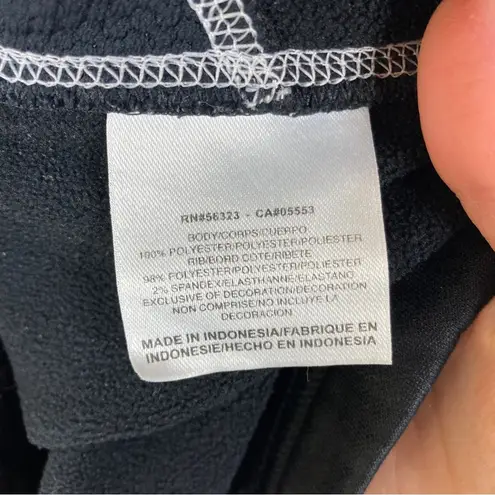 RN#56323 - CA#05553
BODY/CORPS/CUERPO
100% POLYESTER/POLYESTER/POLIESTER
RIB/BORD COTE/RIBETE
98% POLYESTER/POLYESTER/POLIESTER
2% SPANDEX/ELASTHANNE/ELASTANO
EXCLUSIVE OF DECORATION/DECORATION
NON COMPRISE/NO INCLUYE DECORACION
MADE IN INDONESIA/FABRIQUE EN
INDONESIE/HECHO EN INDONESIA